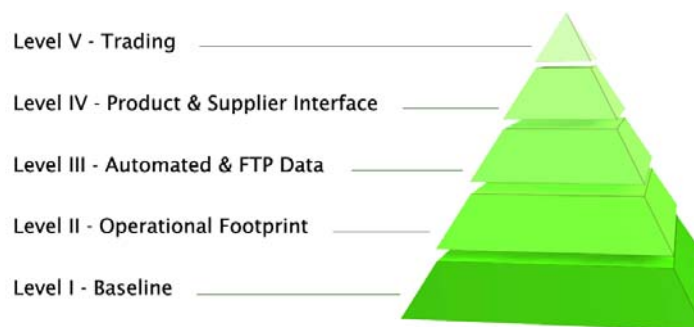 Level V - Trading
Level IV - Product & Supplier Interface
Level III - Automated & FTP Data
Level II - Operational Footprint
Level I - Baseline